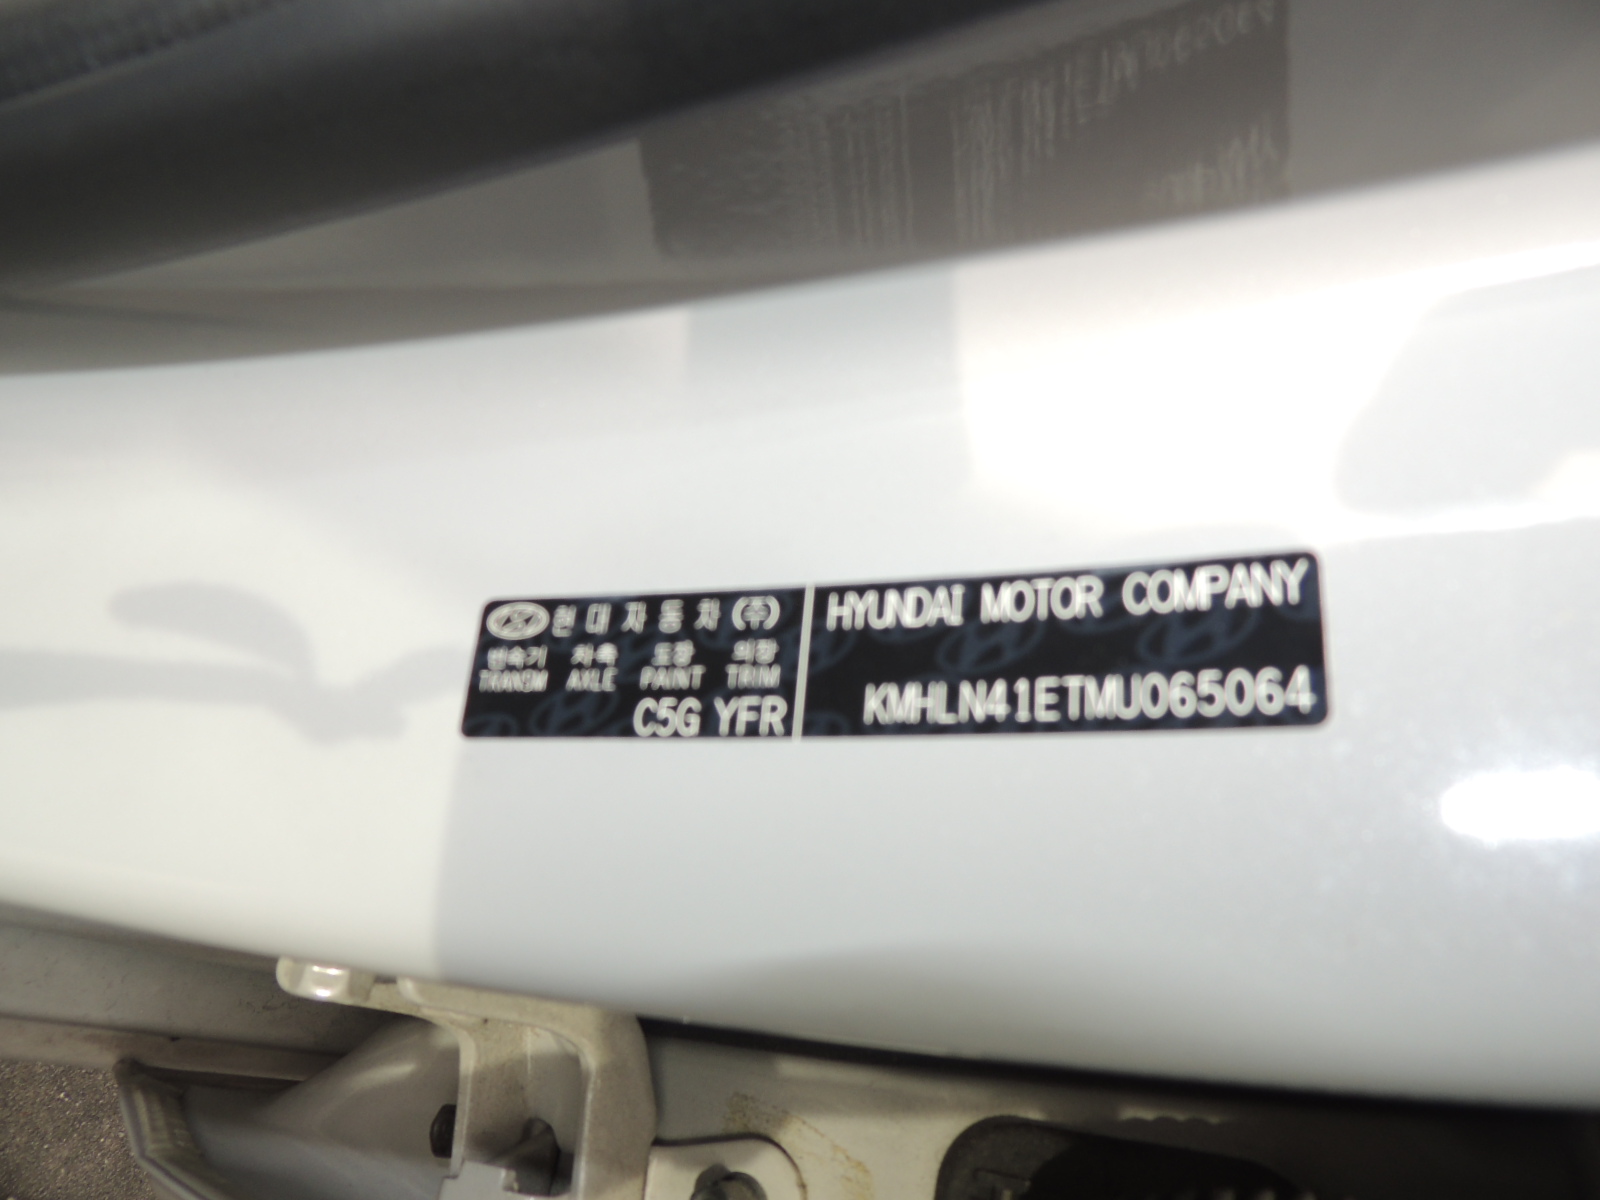 현대자동차(주)
변속기 차축 도장 의장
TRANSM AXLE PAINT TRIM
C5G YFR
HYUNDAI MOTOR COMPANY
KMHLN41ETMU065064